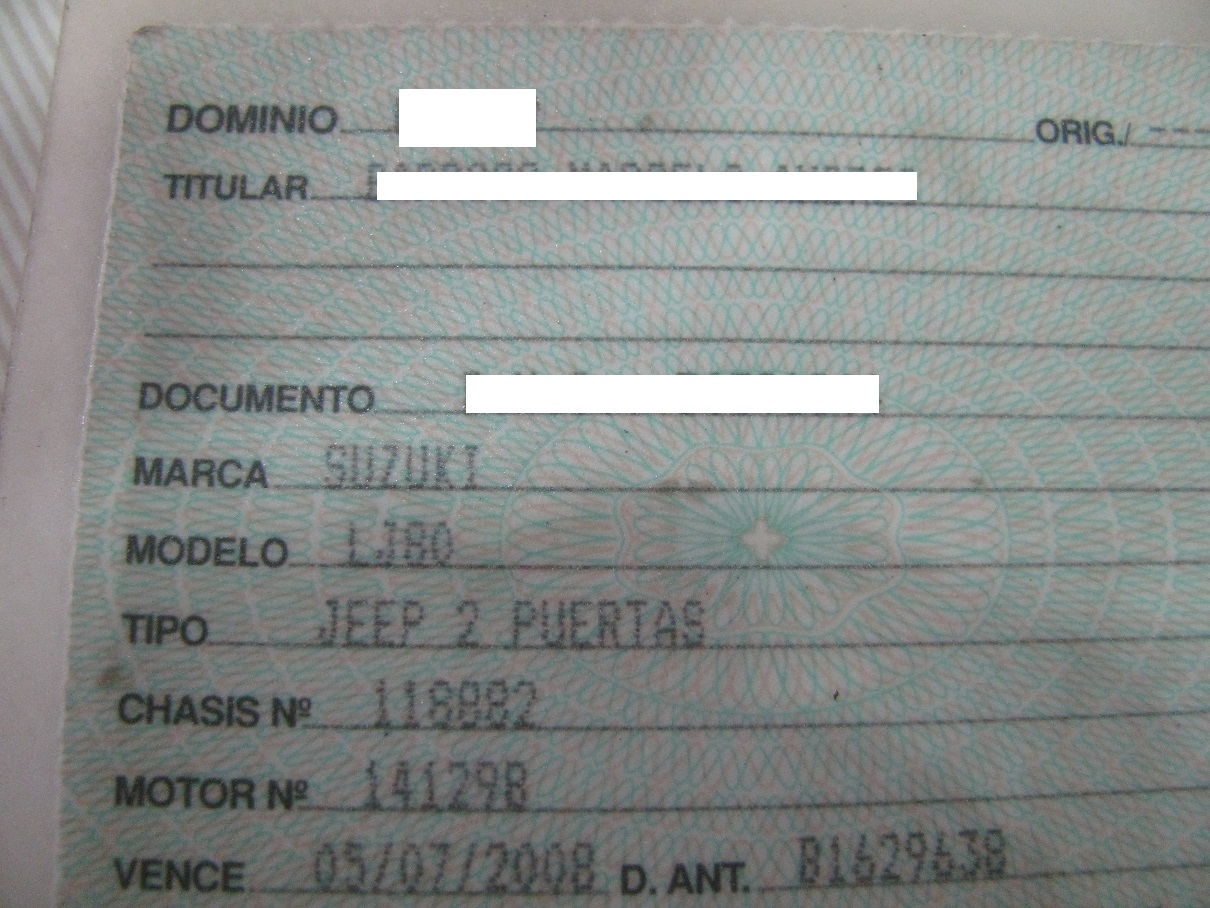 DOMINIO ORIG./ ---
TITULAR
DOCUMENTO
MARCA SUZUKI
MODELO LJ80
TIPO JEEP 2 PUERTAS
CHASIS Nº 118882
MOTOR Nº 141298
VENCE 05/07/2008 D. ANT. B1629638